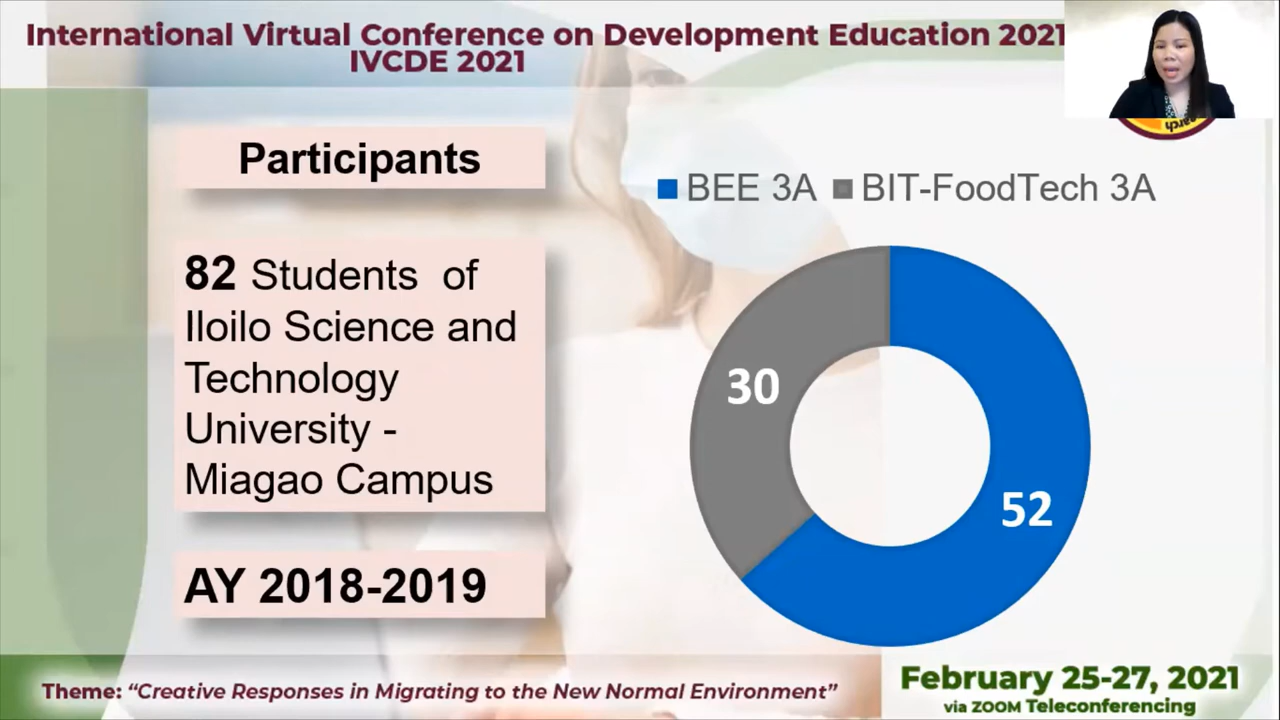 International Virtual Conference on Development Education 2021
IVCDE 2021
Participants
82 Students of
Iloilo Science and
Technology
University -
Miagao Campus
AY 2018-2019
BEE 3A BIT-FoodTech 3A
30
52
Theme: “Creative Responses in Migrating to the New Normal Environment”
February 25-27, 2021
via ZOOM Teleconferencing